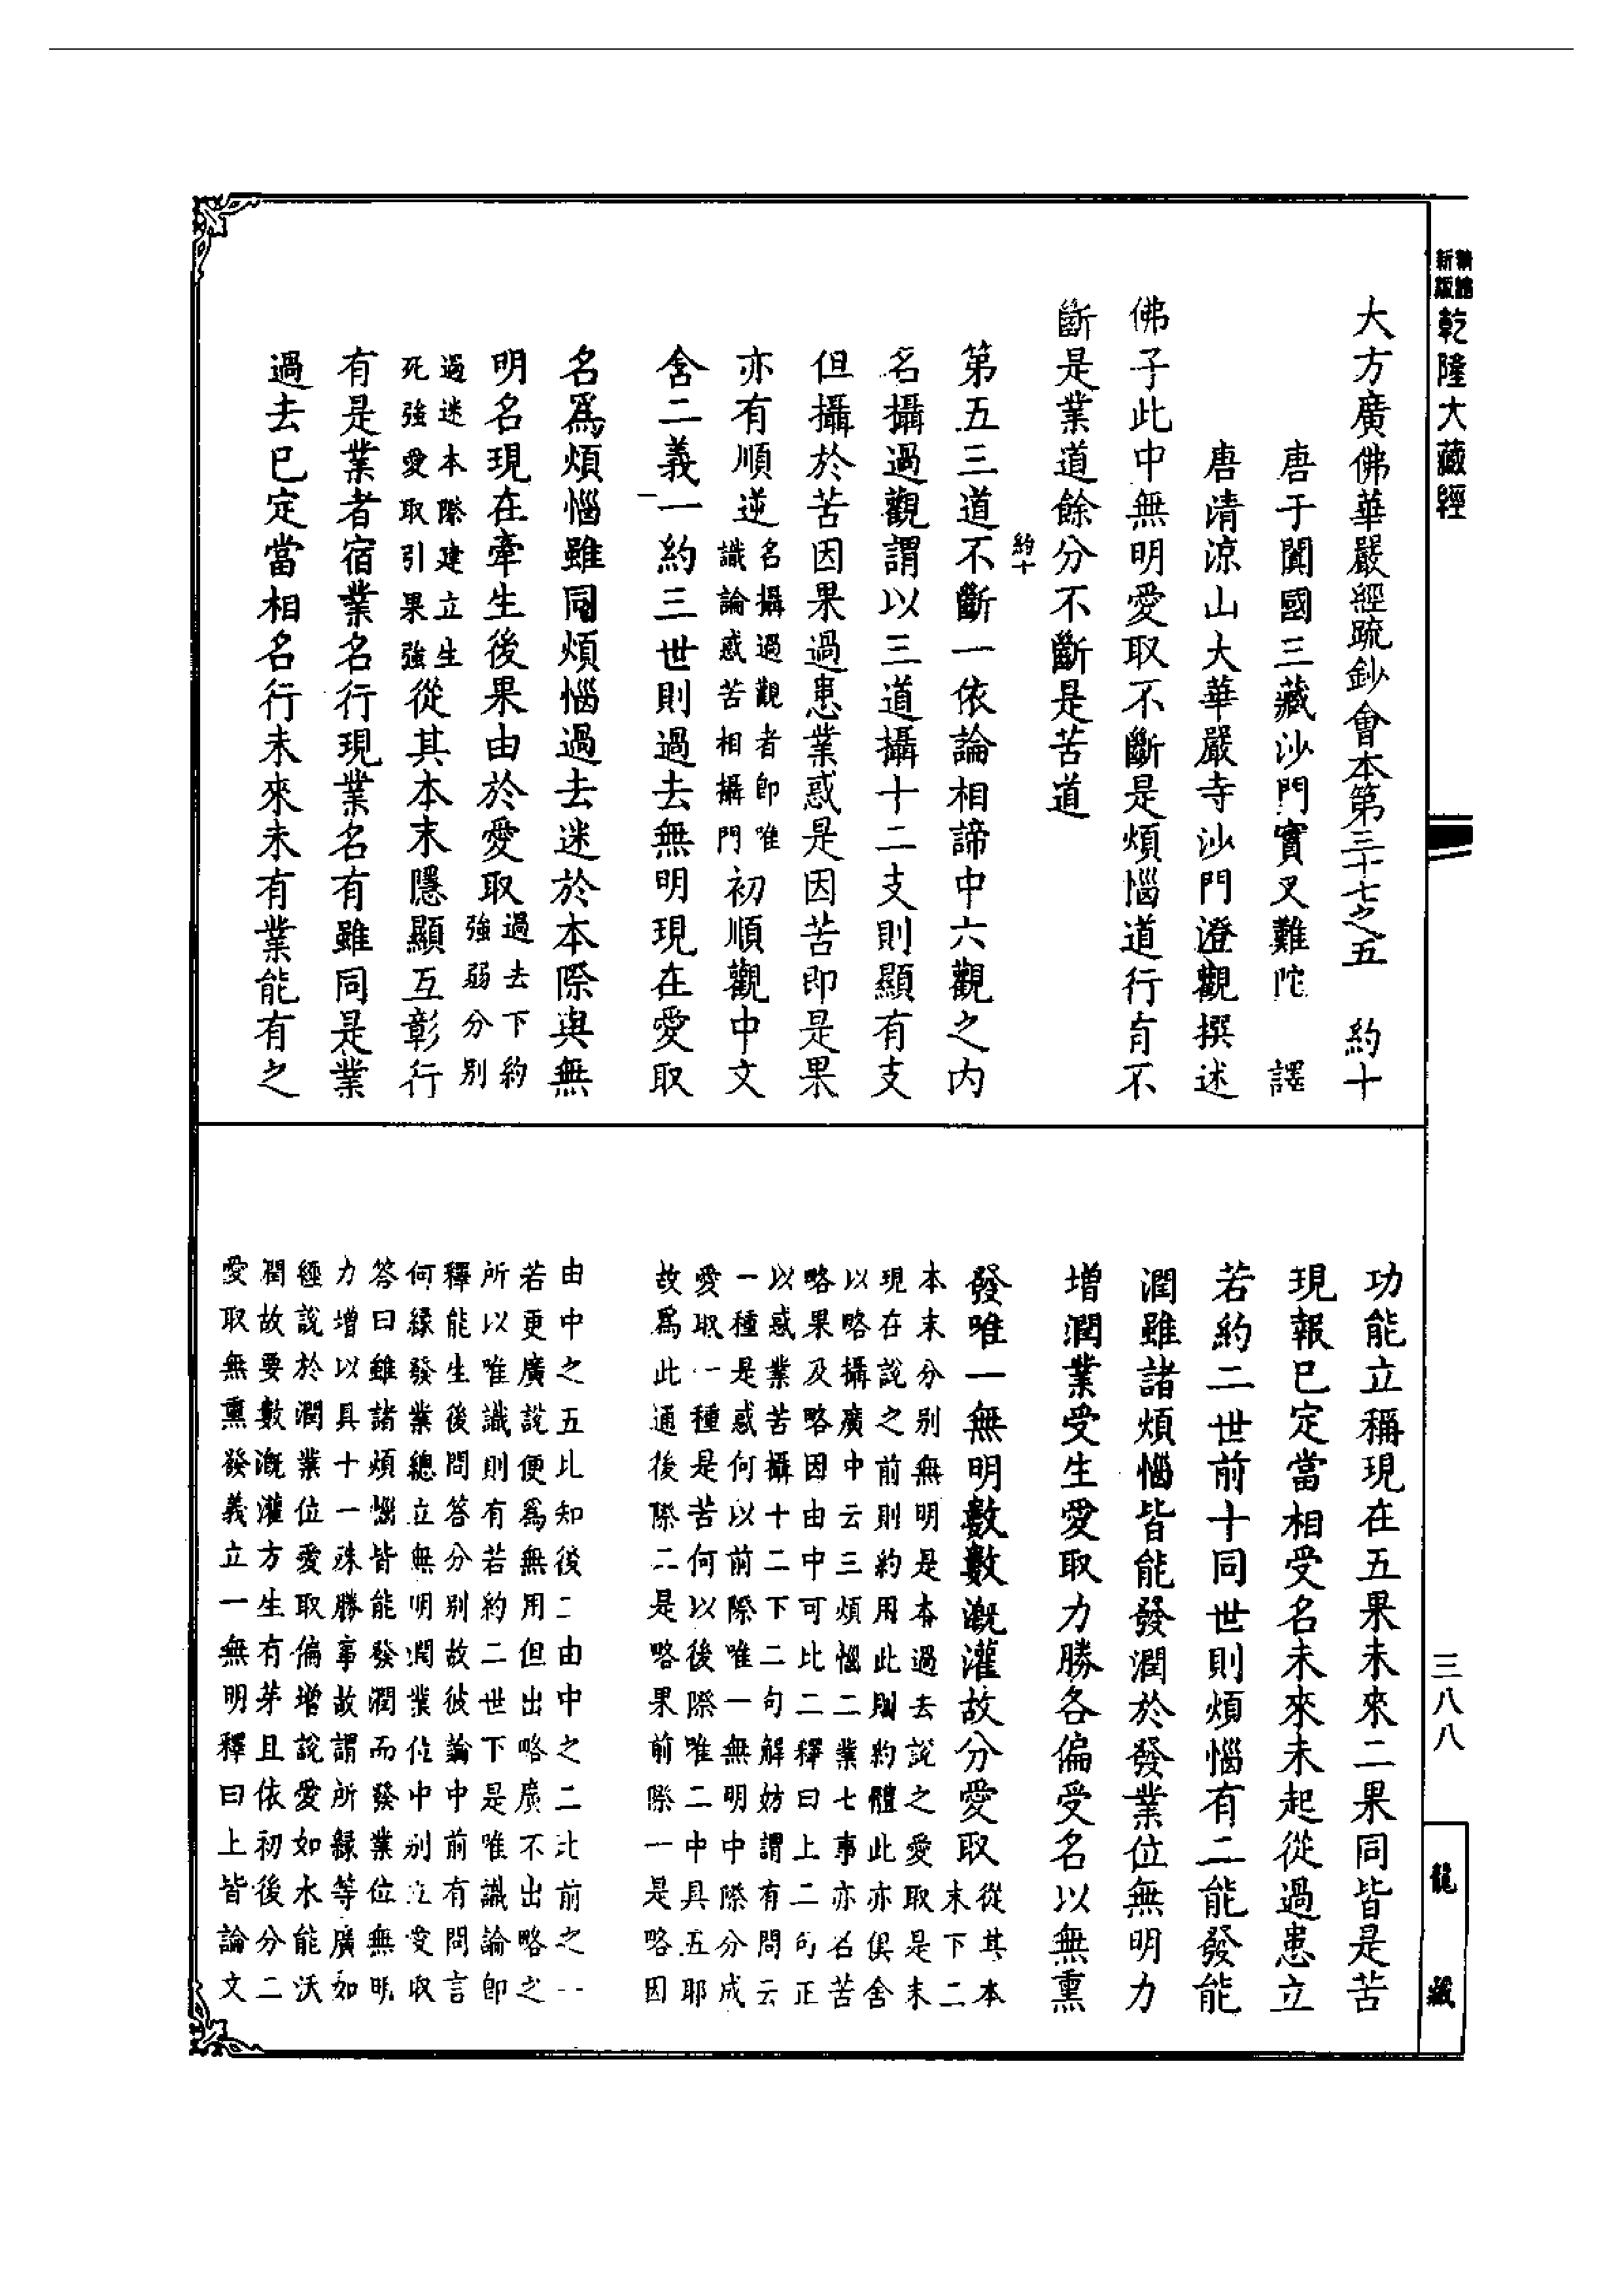 精諭新版乾隆大藏經
大方廣佛華嚴經疏鈔會本第三十七之五　約十
唐于闐國三藏沙門實叉難陀　譯
唐清涼山大華嚴寺沙門澄觀撰述
佛子此中無明愛取不斷是煩惱道行有不
斷是業道餘分不斷是苦道
約十
第五三道不斷一依論相諦中六觀之內
名攝過觀謂以三道攝十二支則顯有支
但攝於苦因果過患業惑是因苦即是果
亦有順逆名攝過觀者即唯識論惑苦相攝門初順觀中文
含二義一約三世則過去無明現在愛取
名為煩惱雖同煩惱過去迷於本際與無
明名現在牽生後果由於愛取過去下約強弱分別
過迷本際建立生死強愛取引果強從其本末隱顯互彰行
有是業者宿業名行現業名有雖同是業
過去已定當相名行未來未有業能有之
功能立稱現在五果未來二果同皆是苦
現報已定當相受名未來未起從過患立
若約二世前十同世則煩惱有二能發能
潤雖諸煩惱皆能發潤於發業位無明力
增潤業受生愛取力勝各偏受名以無熏
發唯一無明數數溉灌故分愛取從其本末下二
本末分別無明是本過去說之愛取是末
現在說之前則約用此則約體此亦俱舍
以略攝廣中云三煩惱二業七事亦名苦
略果及略因由中可比二釋曰上二句正
以惑業苦攝十二下二句解妨謂有問云
一種是惑何以前際唯一無明中際分成
愛取一種是苦何以後際唯二中具五耶
故為此通後際二是略果前際一是略因
由中之五比知後二由中之二比前之一
若更廣說便為無用但出略廣不出略之
所以唯識則有若約二世下是唯識論即
釋能生後問答分別故彼論中前有問言
何緣發業總立無明潤業位中別立愛取
答曰雖諸煩惱皆能發潤而發業位無明
力增以具十一殊勝事故謂所緣等廣如
經說於潤業位愛取偏增說愛如水能沃
潤故要數溉灌方生有芽且依初後分二
愛取無熏發義立一無明釋曰上皆論文
三八八
龍藏